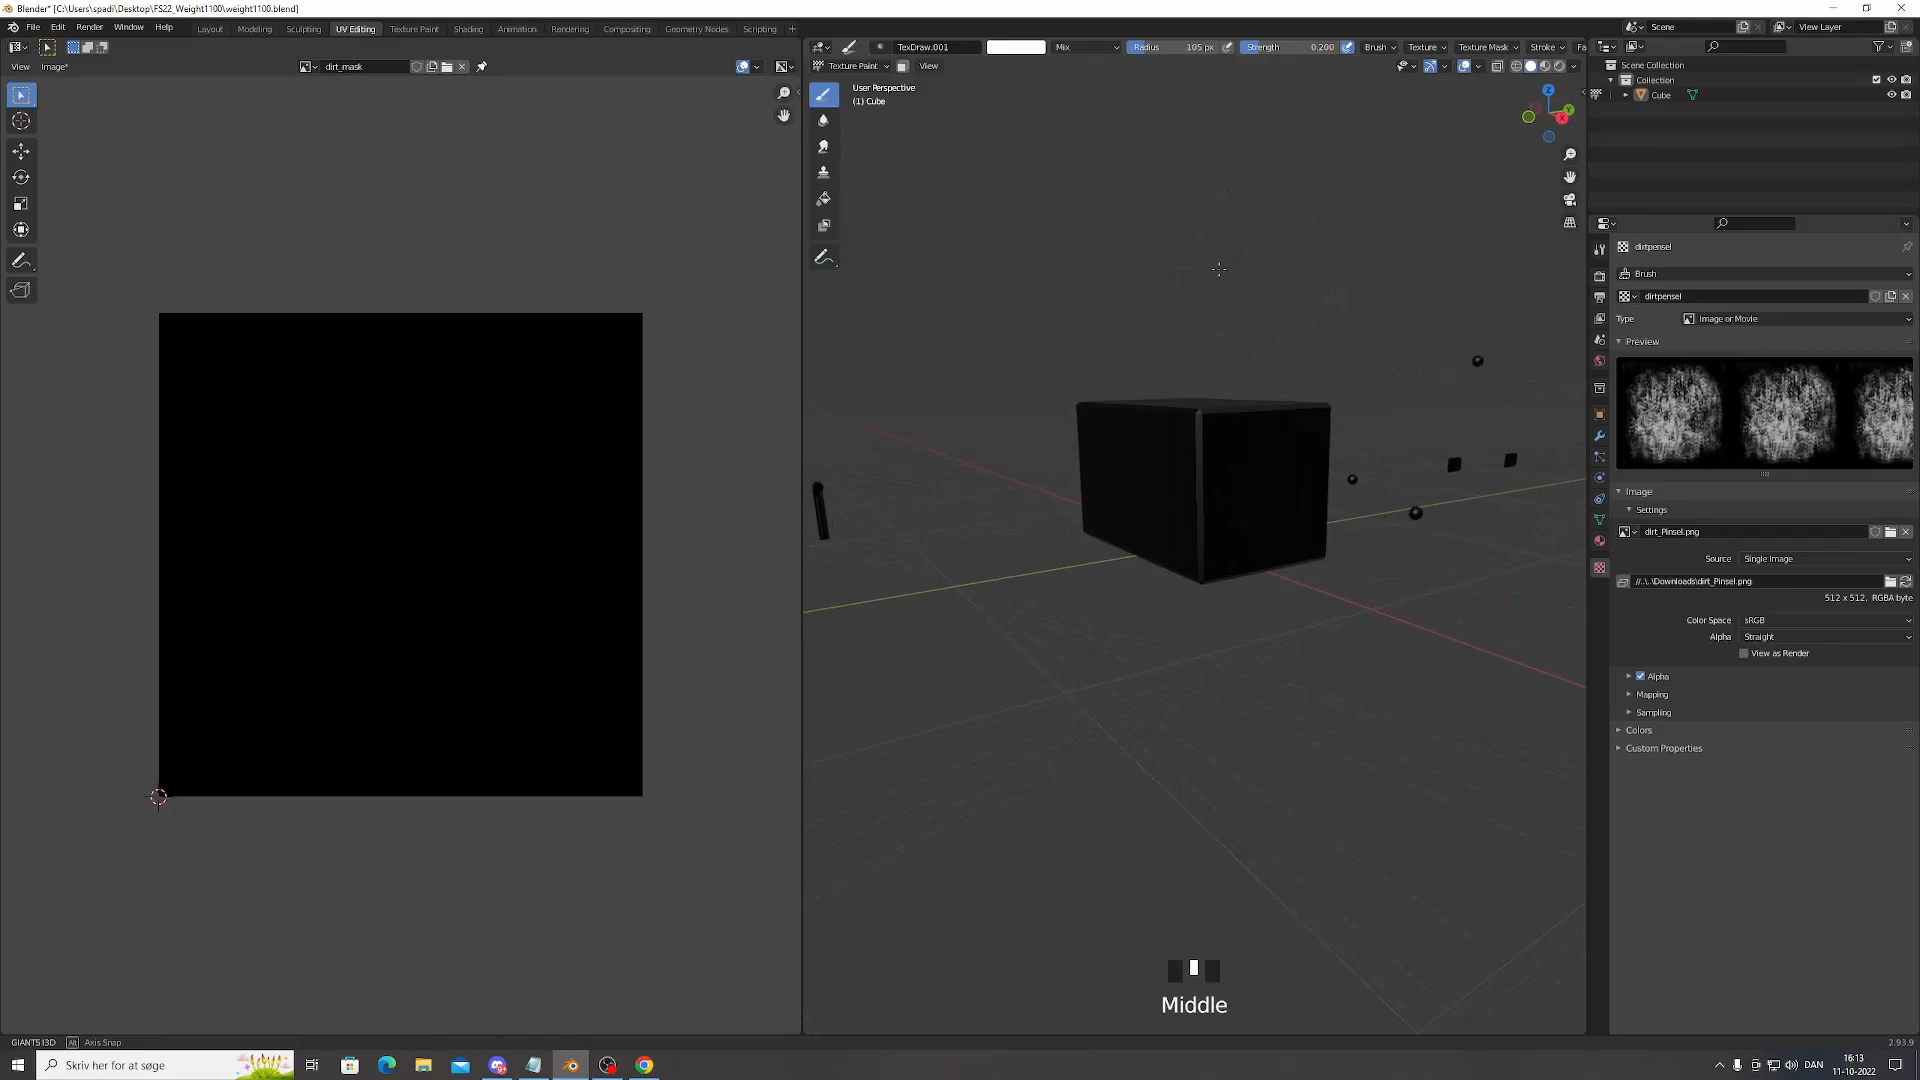 Blender* [C:\Users\spadi\Desktop\FS22_Weight1100\weight1100.blend]
File Edit Render Window Help
Layout Modeling Sculpting UV Editing Texture Paint Shading Animation Rendering Compositing Geometry Nodes Scripting +
Scene
View Layer
View Image*
dirt_mask
TexDraw.001
Mix
Radius 105 px
Strength 0.200
Brush Texture Texture Mask Stroke Fa
Texture Paint View
User Perspective
(1) Cube
Z
Y
X
Scene Collection
Collection
Cube
dirtpensel
Brush
dirtpensel
Type Image or Movie
Preview
Image
Settings
dirt_Pinsel.png
Source Single Image
//..\..\Downloads\dirt_Pinsel.png
512 x 512, RGBA byte
Color Space sRGB
Alpha Straight
View as Render
Alpha
Mapping
Sampling
Colors
Custom Properties
Middle
GIANTS I3D Alt Axis Snap
2.93.9
Skriv her for at søge
DAN
16:13
11-10-2022